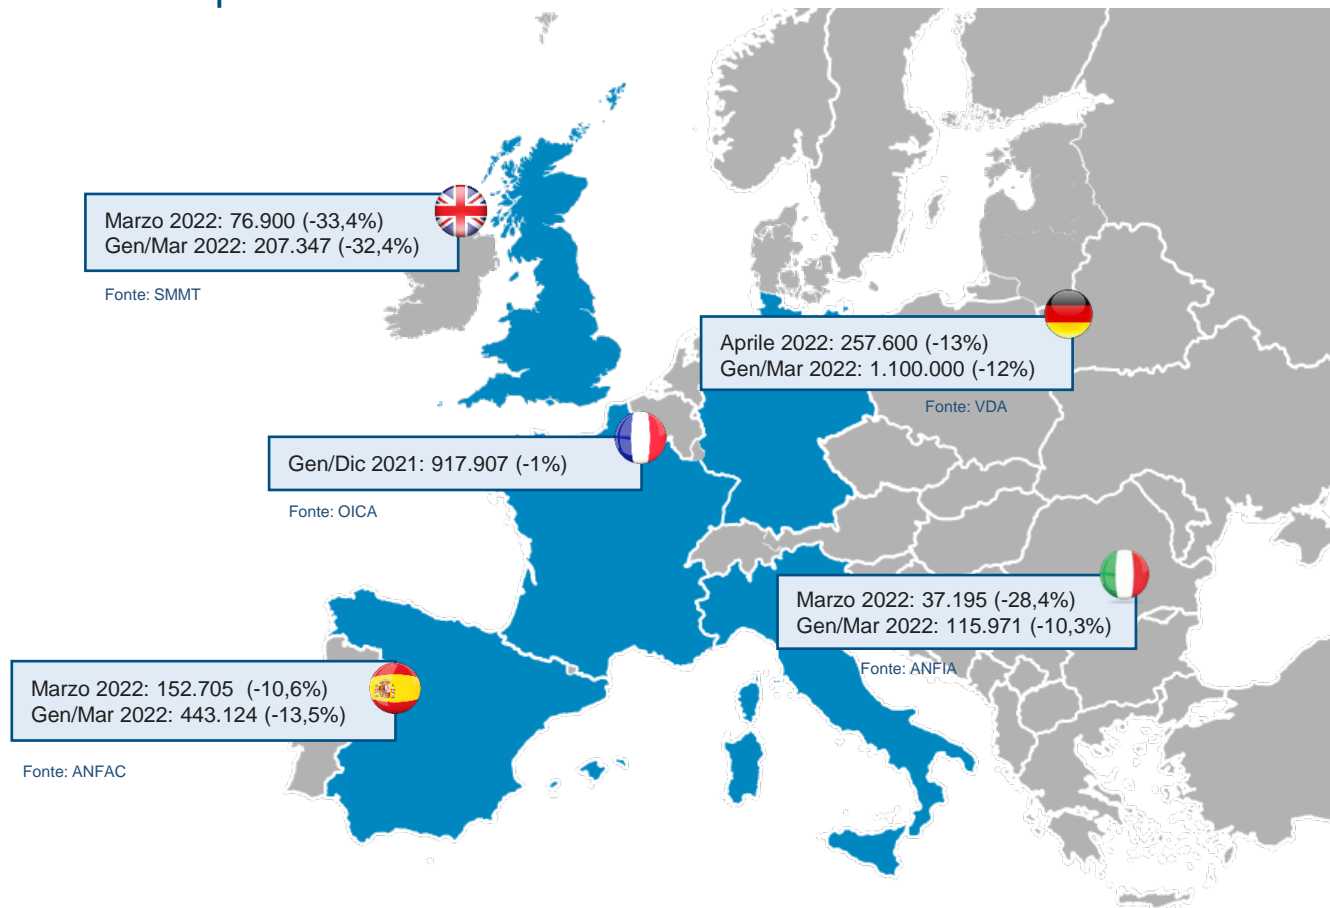 Marzo 2022: 76.900 (-33,4%)
Gen/Mar 2022: 207.347 (-32,4%)
Fonte: SMMT
Aprile 2022: 257.600 (-13%)
Gen/Mar 2022: 1.100.000 (-12%)
Fonte: VDA
Gen/Dic 2021: 917.907 (-1%)
Fonte: OICA
Marzo 2022: 37.195 (-28,4%)
Gen/Mar 2022: 115.971 (-10,3%)
Fonte: ANFIA
Marzo 2022: 152.705 (-10,6%)
Gen/Mar 2022: 443.124 (-13,5%)
Fonte: ANFAC